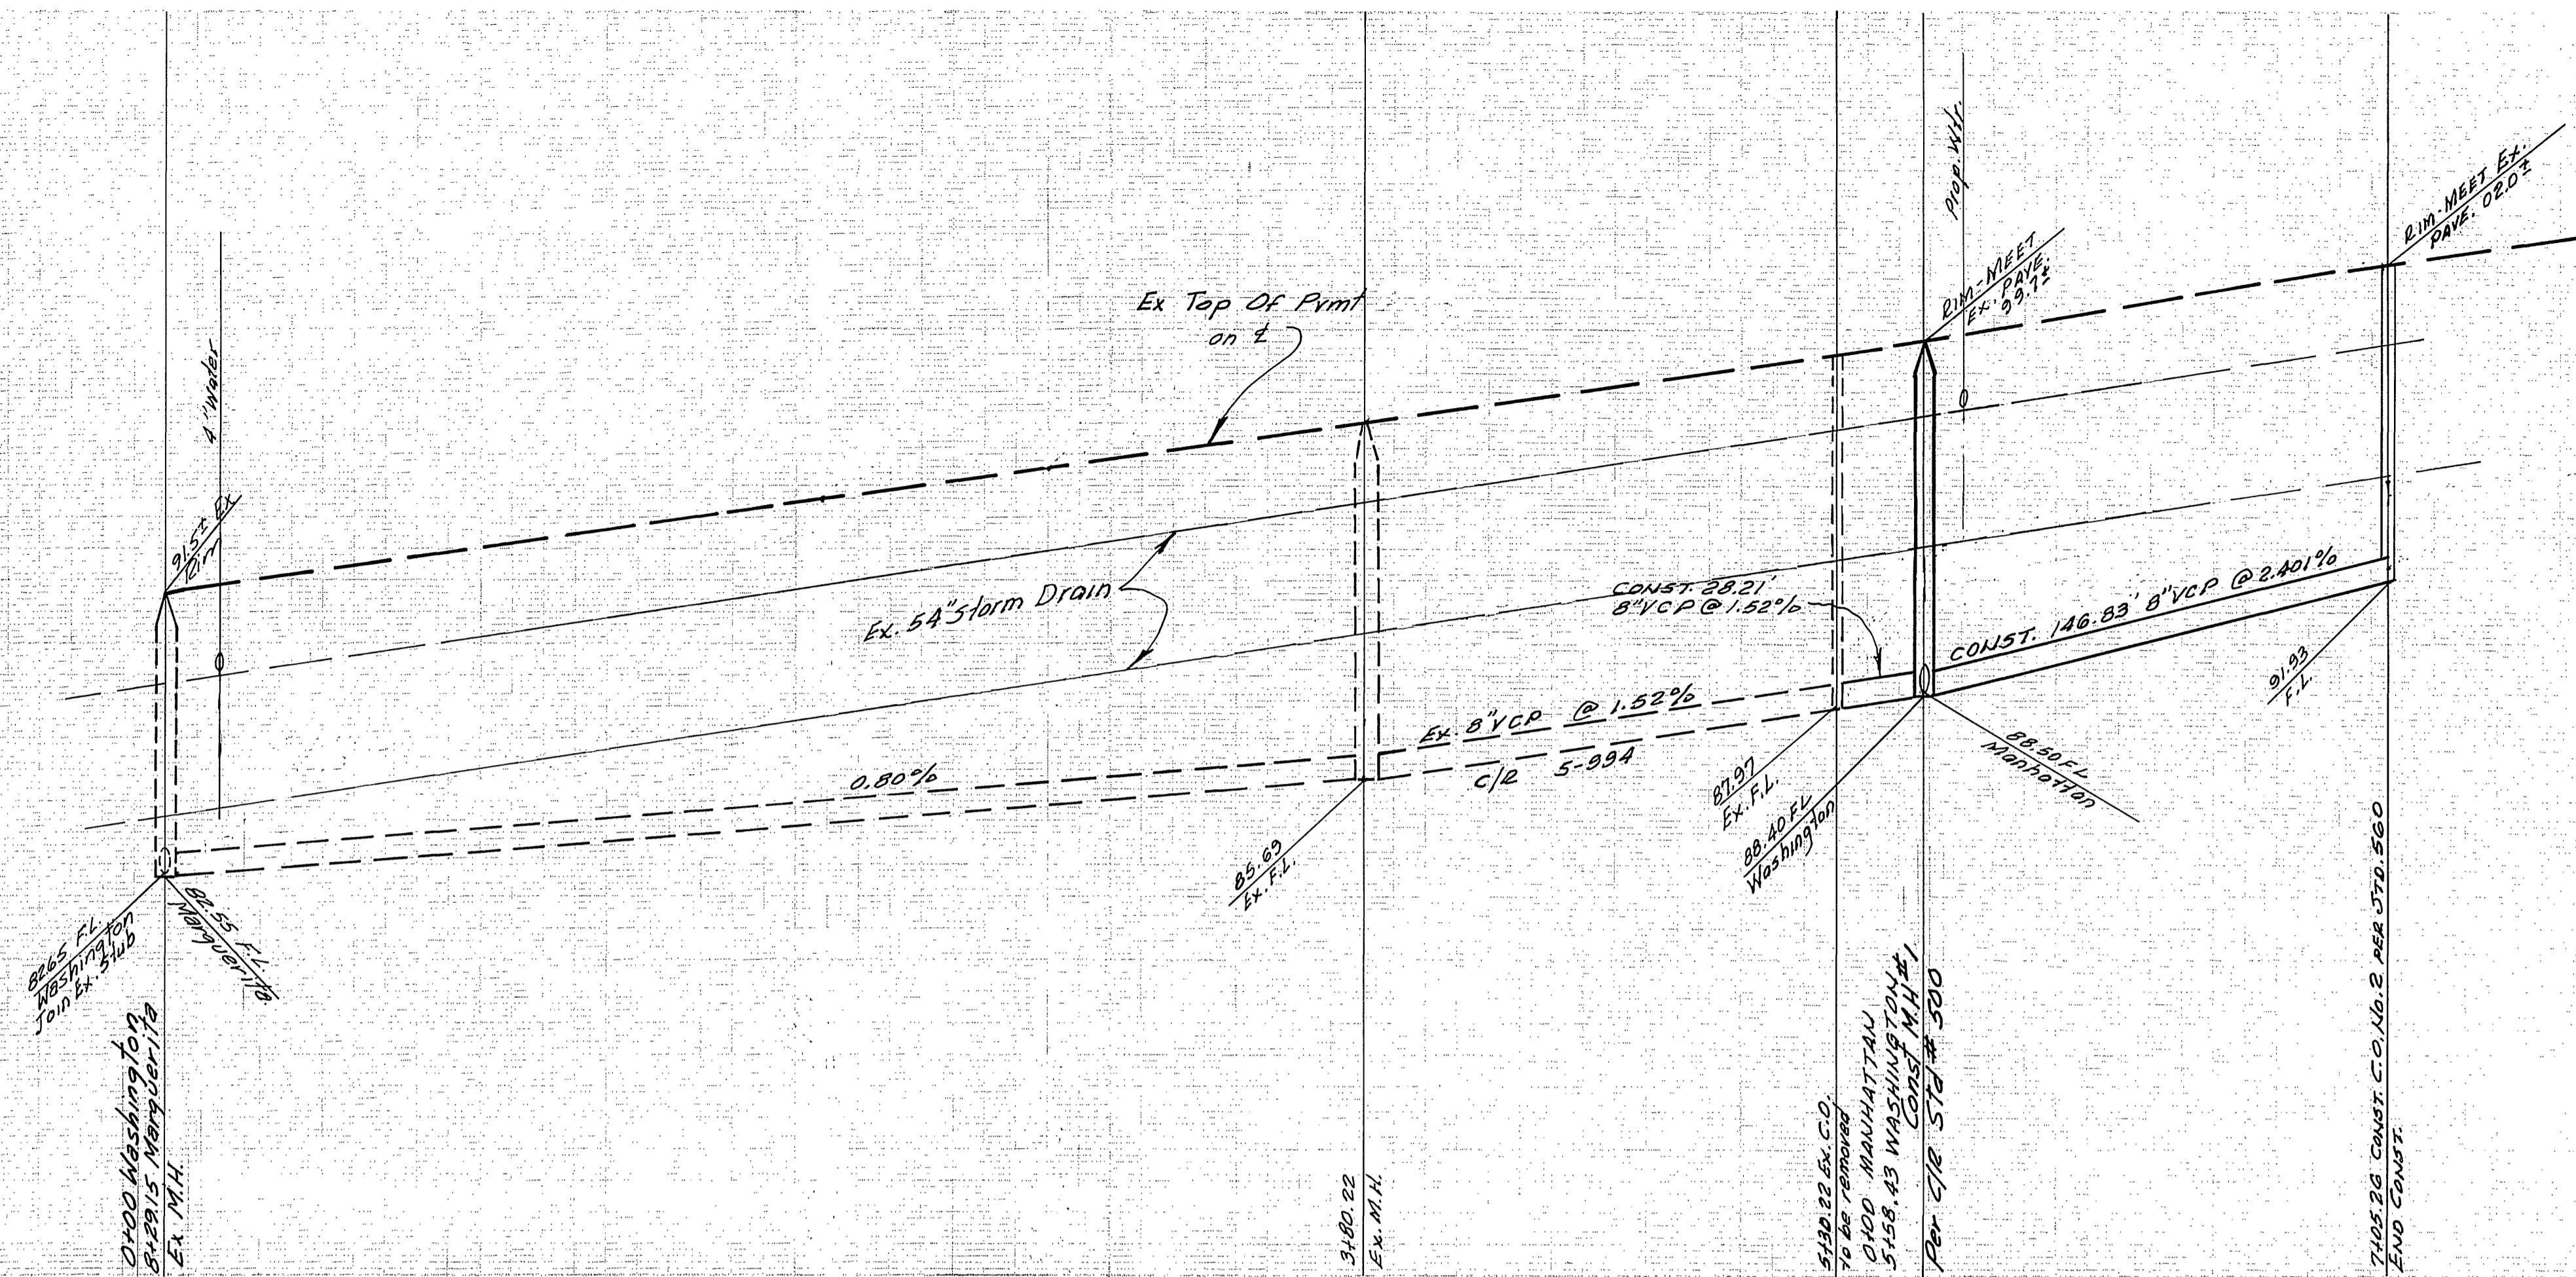 4" Water
91.5± Ex
Rim
Ex Top Of Pvmt
on ℄
Ex. 54" Storm Drain
Prop. Wtr.
RIM-MEET
EX. PAVE.
99.7±
RIM-MEET EX.
PAVE. 02.0±
CONST. 28.21'
8" VCP @ 1.52%
CONST. 146.83' 8" VCP @ 2.401%
Ex. 8" VCP @ 1.52%
C/R 5-994
0.80%
82.65 F.L.
Washington
Join Ex. Stub
82.55 F.L.
Marguerita
85.69
Ex. F.L.
87.97
Ex. F.L.
88.40 FL
Washington
88.50 FL
Manhattan
91.93
F.L.
0+00 Washington
8+29.15 Marguerita
Ex. M.H.
3+80.22
Ex. M.H.
5+30.22 Ex. C.O.
to be removed
0+00 MANHATTAN
5+58.43 WASHINGTON
Const M.H #1
Per C/R Std # 500
7+05.26 CONST. C.O. No. 2 PER STD. 560
END CONST.